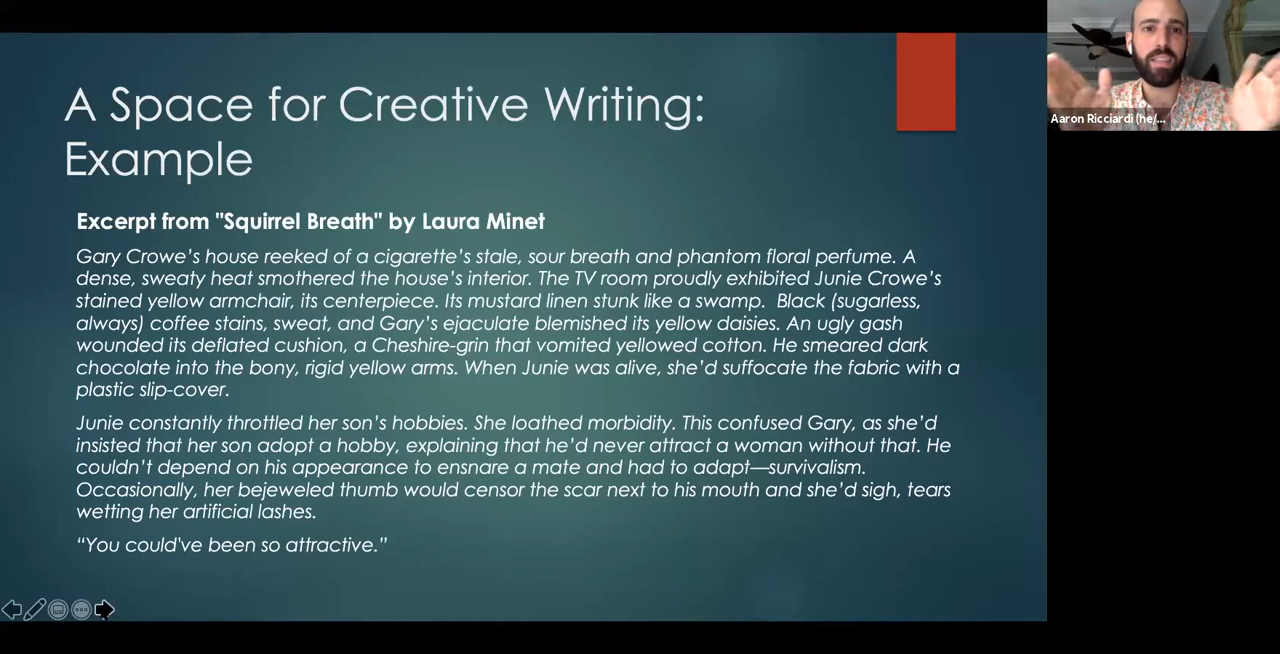 A Space for Creative Writing:
Example
Excerpt from "Squirrel Breath" by Laura Minet
Gary Crowe’s house reeked of a cigarette’s stale, sour breath and phantom floral perfume. A
dense, sweaty heat smothered the house’s interior. The TV room proudly exhibited Junie Crowe’s
stained yellow armchair, its centerpiece. Its mustard linen stunk like a swamp.  Black (sugarless,
always) coffee stains, sweat, and Gary’s ejaculate blemished its yellow daisies. An ugly gash
wounded its deflated cushion, a Cheshire-grin that vomited yellowed cotton. He smeared dark
chocolate into the bony, rigid yellow arms. When Junie was alive, she’d suffocate the fabric with a
plastic slip-cover.
Junie constantly throttled her son’s hobbies. She loathed morbidity. This confused Gary, as she’d
insisted that her son adopt a hobby, explaining that he’d never attract a woman without that. He
couldn’t depend on his appearance to ensnare a mate and had to adapt—survivalism.
Occasionally, her bejeweled thumb would censor the scar next to his mouth and she’d sigh, tears
wetting her artificial lashes.
“You could've been so attractive.”
Aaron Ricciardi (he/...